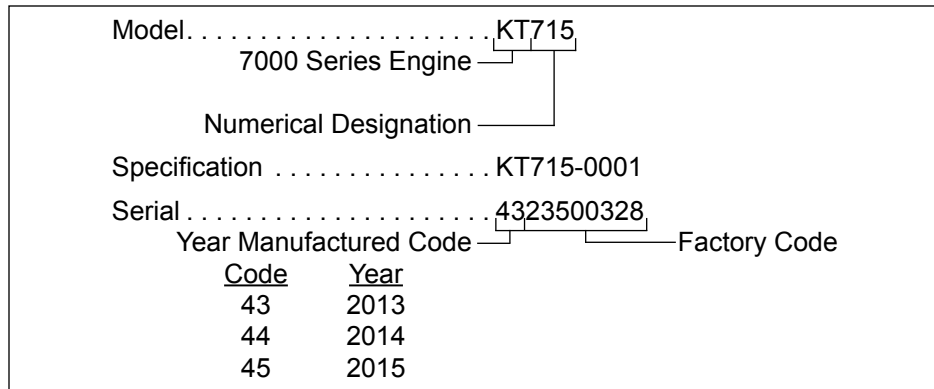 Model. . . . . . . . . . . . . . . . . . . . . KT715
7000 Series Engine
Numerical Designation
Specification . . . . . . . . . . . . . . . KT715-0001
Serial . . . . . . . . . . . . . . . . . . . . . 4323500328
Year Manufactured Code Factory Code
Code Year
43 2013
44 2014
45 2015